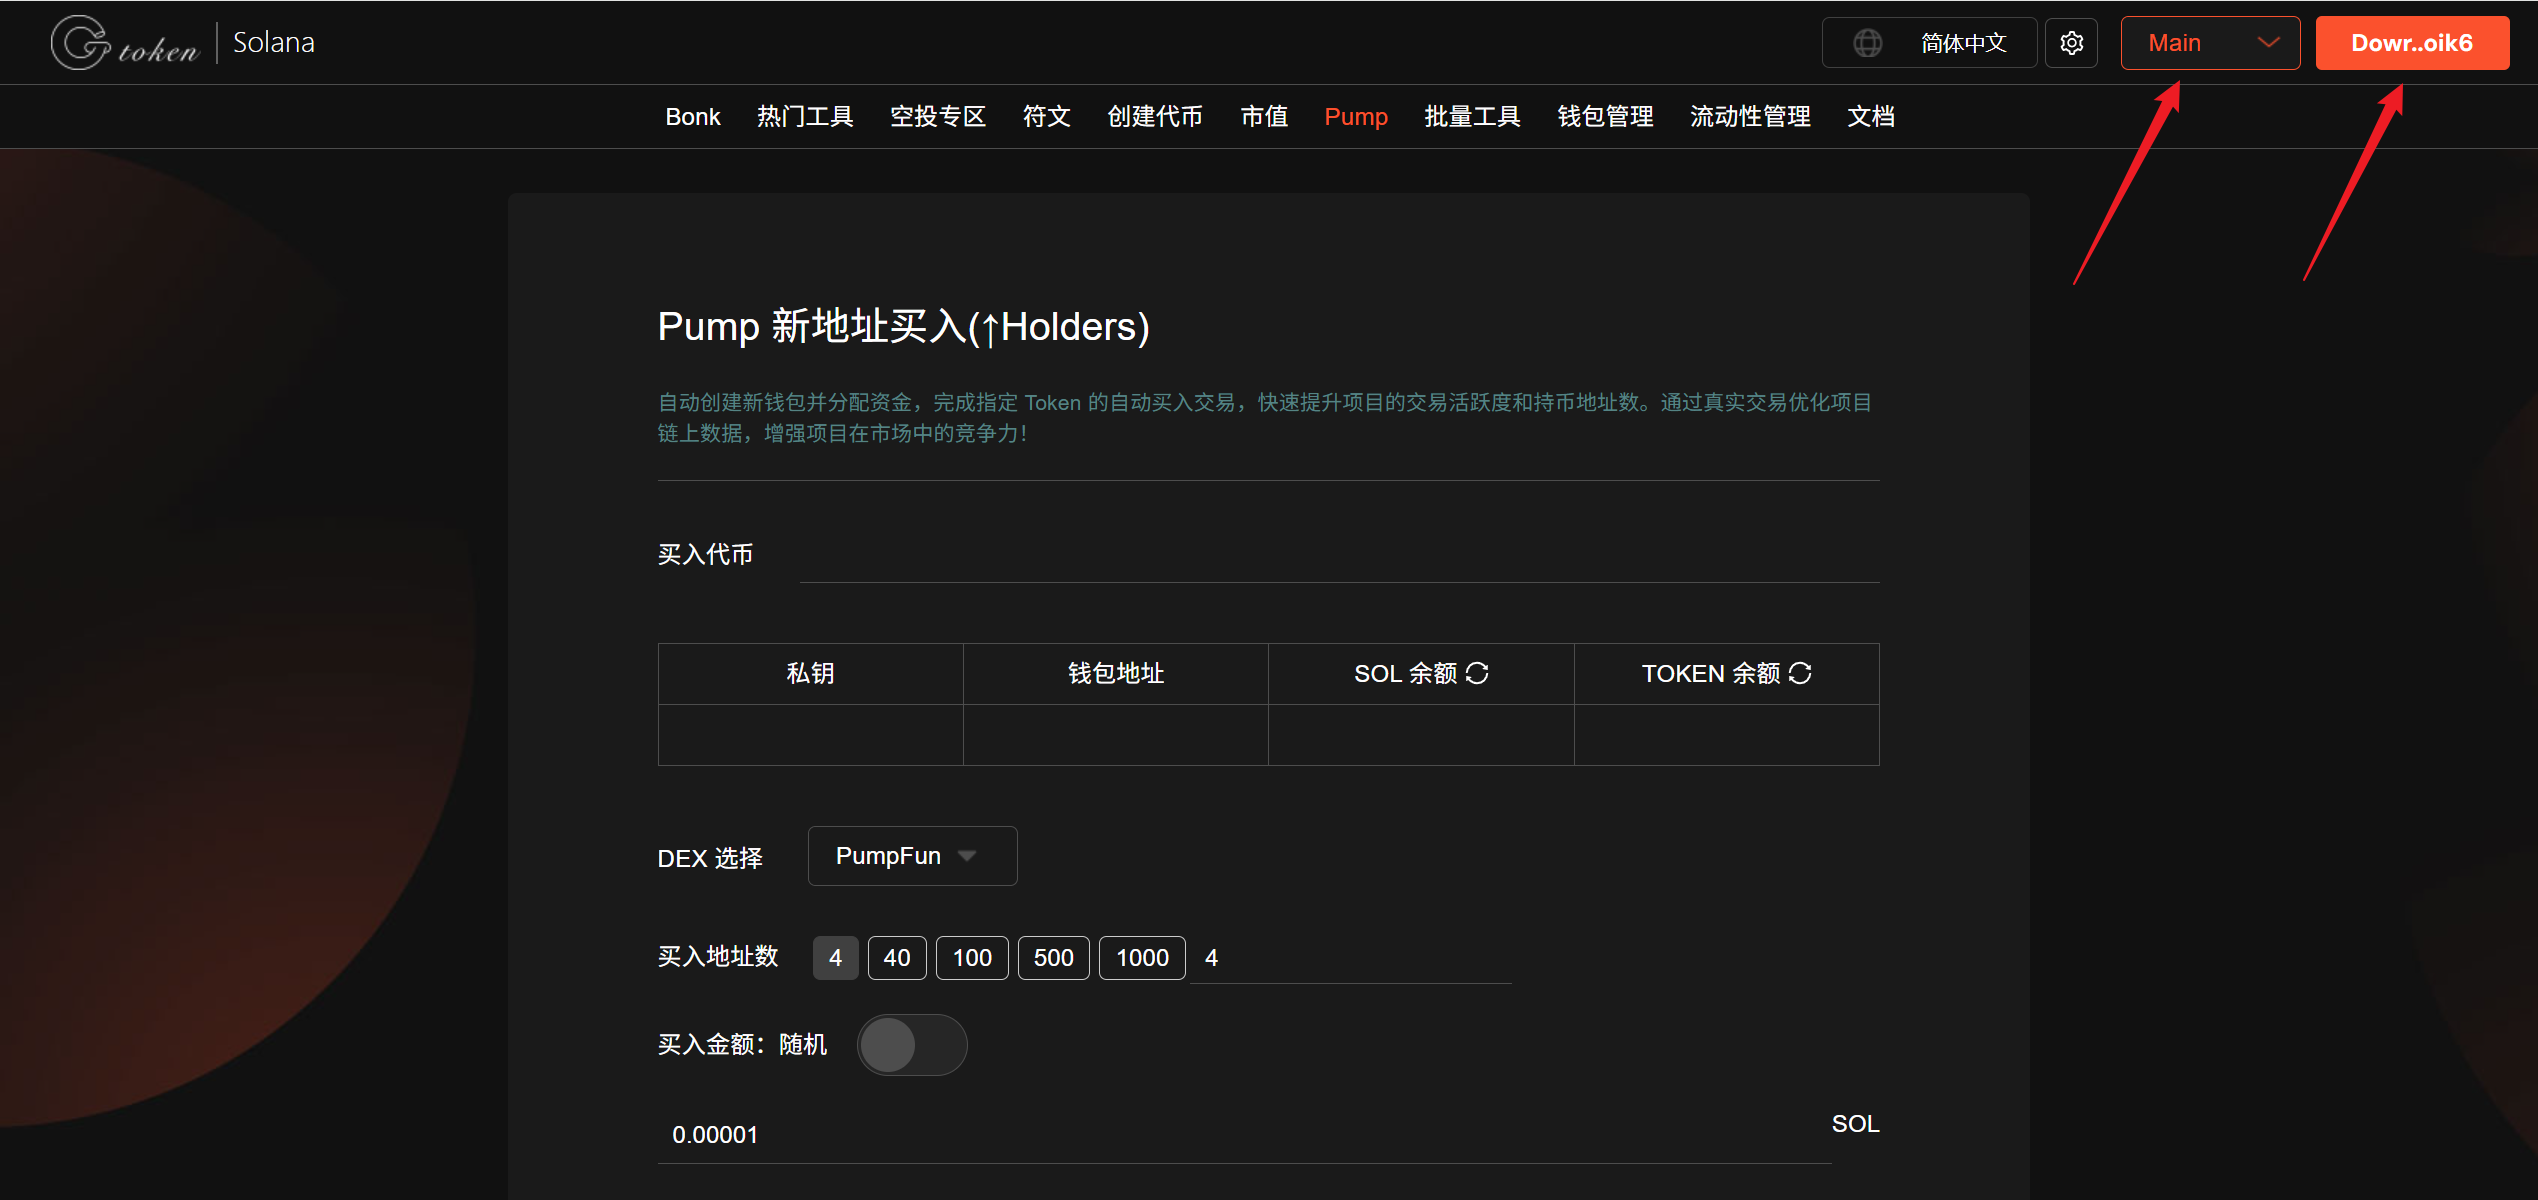 Gtoken
Solana
简体中文
Main
Dowr..oik6
Bonk 热门工具 空投专区 符文 创建代币 市值 Pump 批量工具 钱包管理 流动性管理 文档
Pump 新地址买入(↑Holders)
自动创建新钱包并分配资金，完成指定 Token 的自动买入交易，快速提升项目的交易活跃度和持币地址数。通过真实交易优化项目
链上数据，增强项目在市场中的竞争力！
买入代币
私钥 钱包地址 SOL 余额 TOKEN 余额
DEX 选择 PumpFun
买入地址数 4 40 100 500 1000 4
买入金额：随机
0.00001 SOL